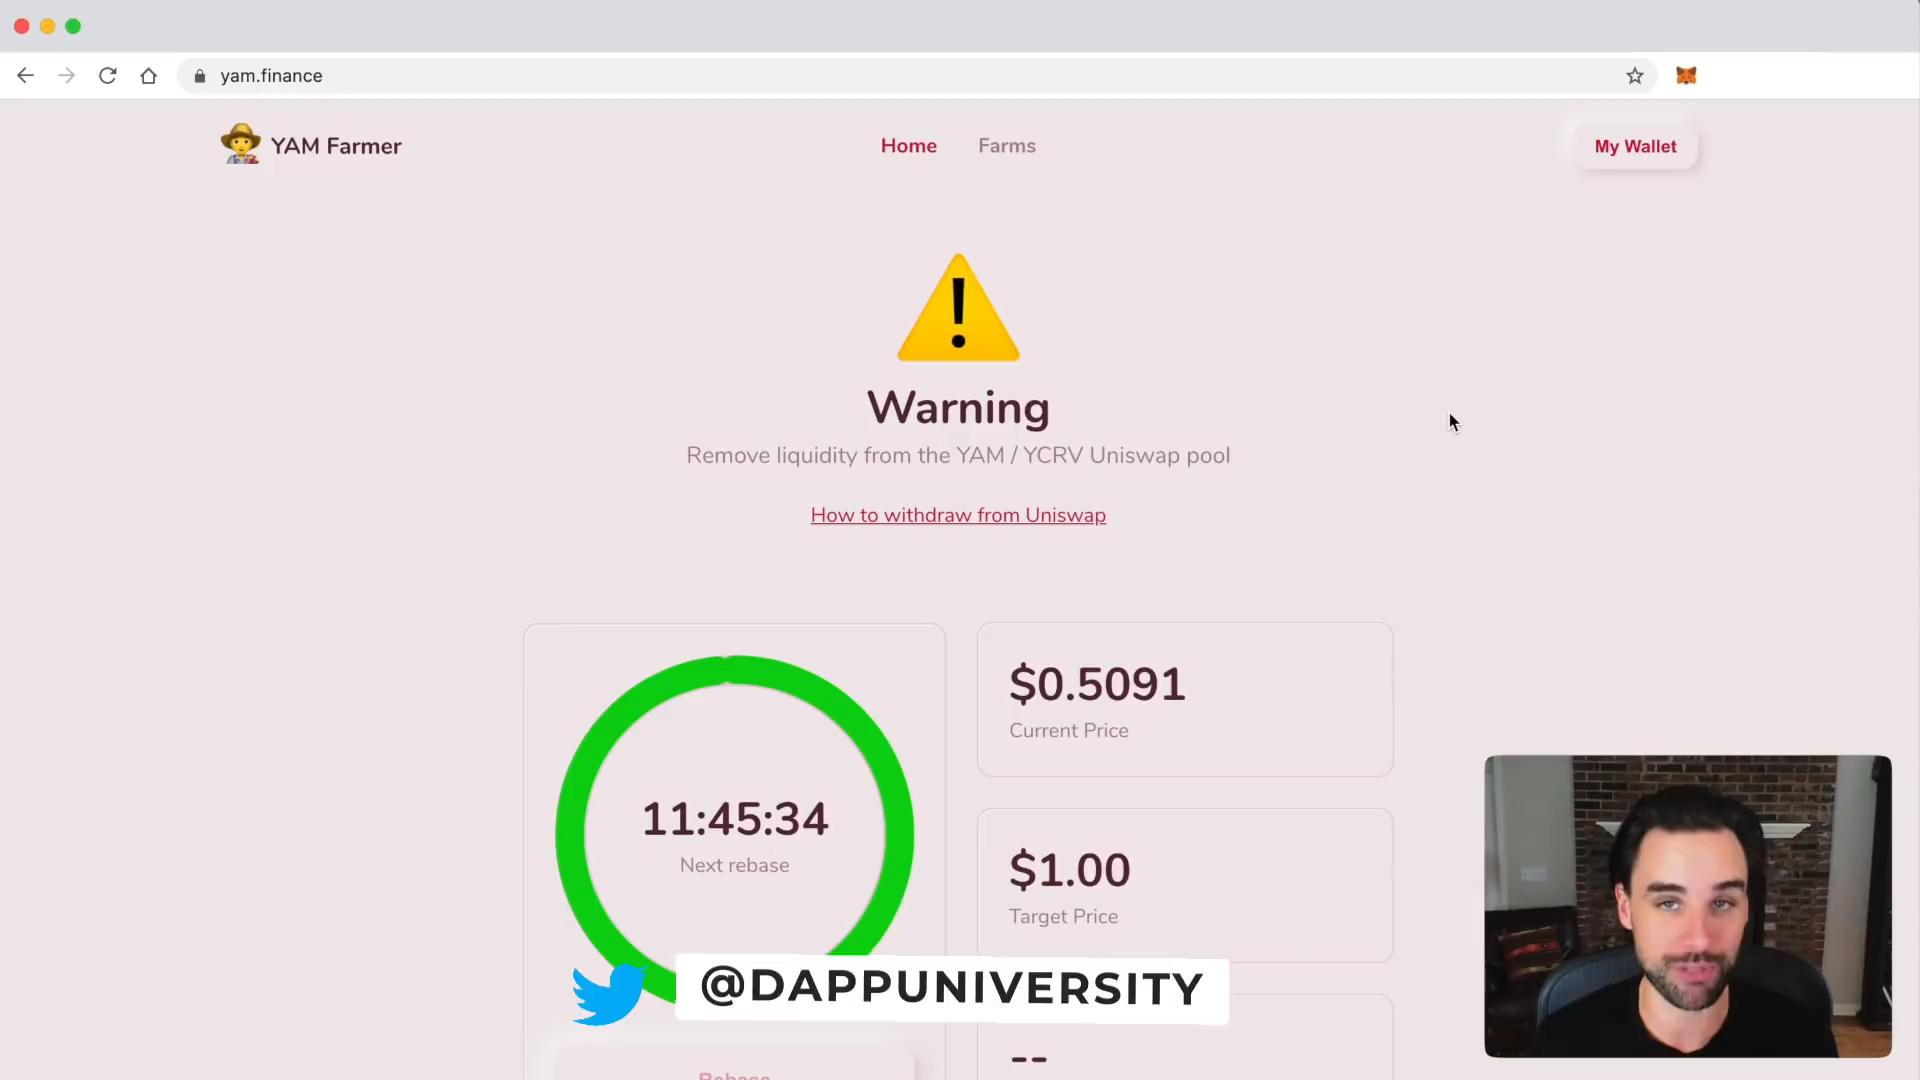 yam.finance
YAM Farmer
Home
Farms
My Wallet
Warning
Remove liquidity from the YAM / YCRV Uniswap pool
How to withdraw from Uniswap
11:45:34
Next rebase
$0.5091
Current Price
$1.00
Target Price
@DAPPUNIVERSITY
--
Rebase